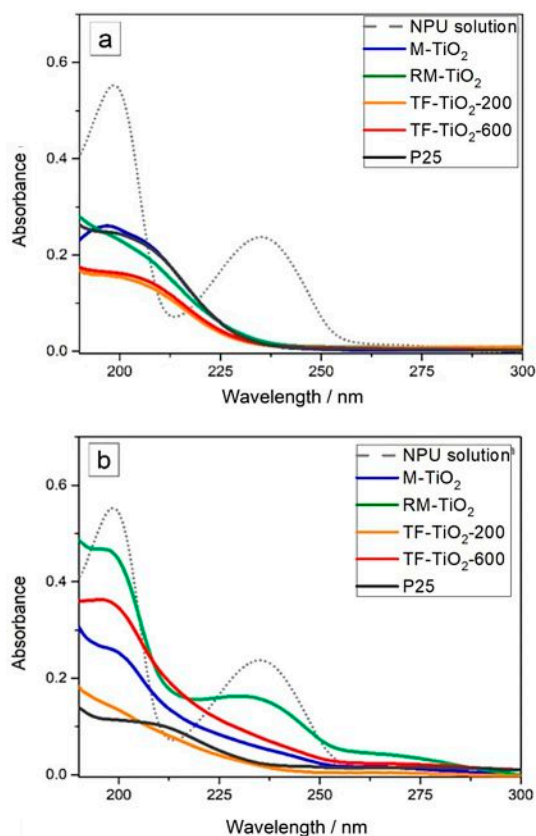 a
NPU solution
M-TiO2
RM-TiO2
TF-TiO2-200
TF-TiO2-600
P25
0.6
0.4
0.2
0.0
Absorbance
200
225
250
275
300
Wavelength / nm
b
NPU solution
M-TiO2
RM-TiO2
TF-TiO2-200
TF-TiO2-600
P25
0.6
0.4
0.2
0.0
Absorbance
200
225
250
275
300
Wavelength / nm